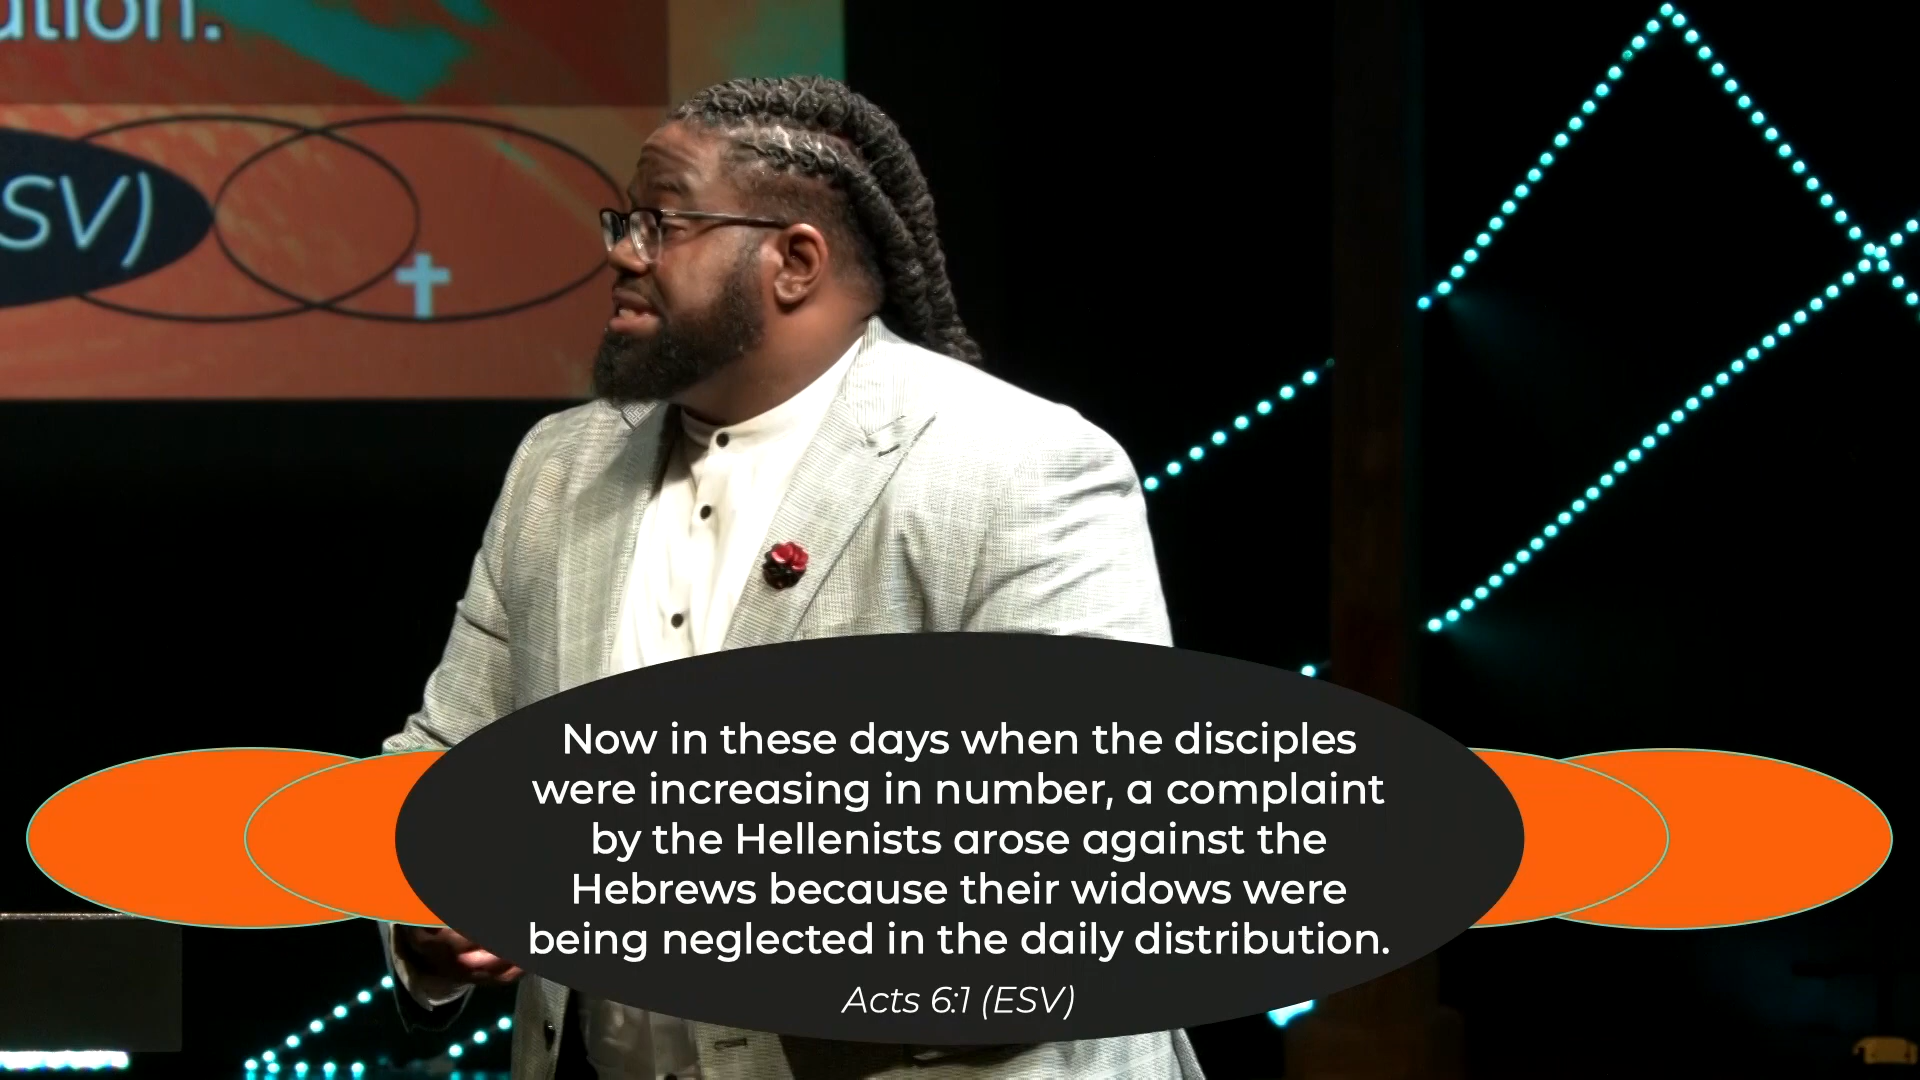 ution.
SV)
Now in these days when the disciples
were increasing in number, a complaint
by the Hellenists arose against the
Hebrews because their widows were
being neglected in the daily distribution.
Acts 6:1 (ESV)